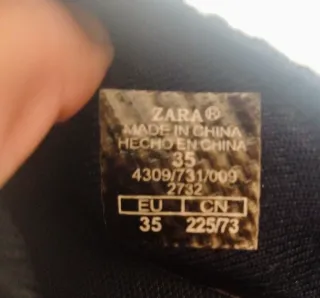 ZARA®
MADE IN CHINA
HECHO EN CHINA
35
4309/731/009
2732
EU CN
35 225/73